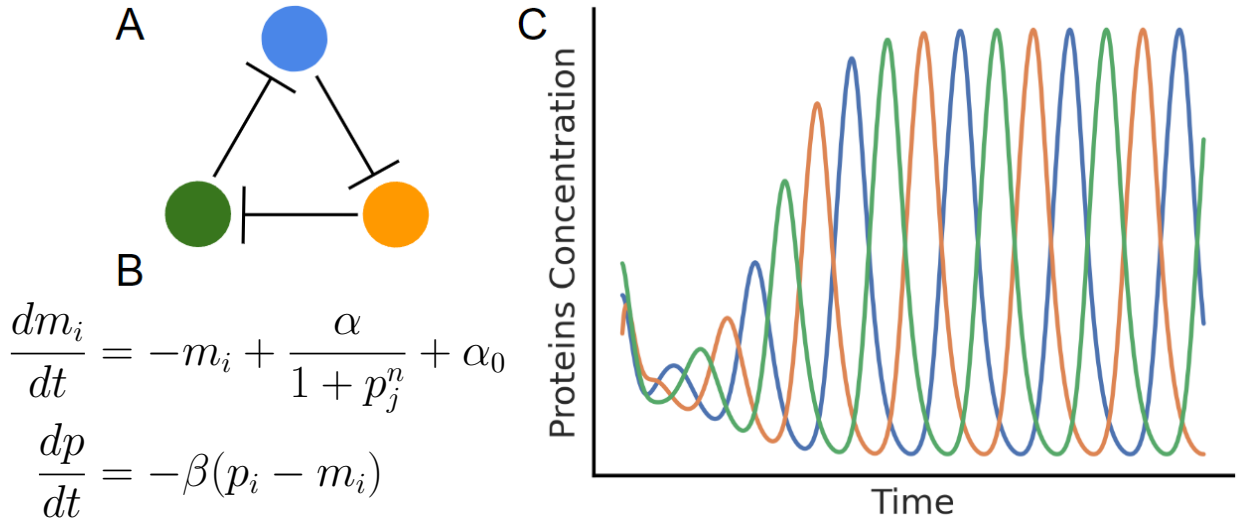 A
B
dm_i/dt = -m_i + α/(1 + p_j^n) + α_0
dp/dt = -β(p_i - m_i)
C
Proteins Concentration
Time